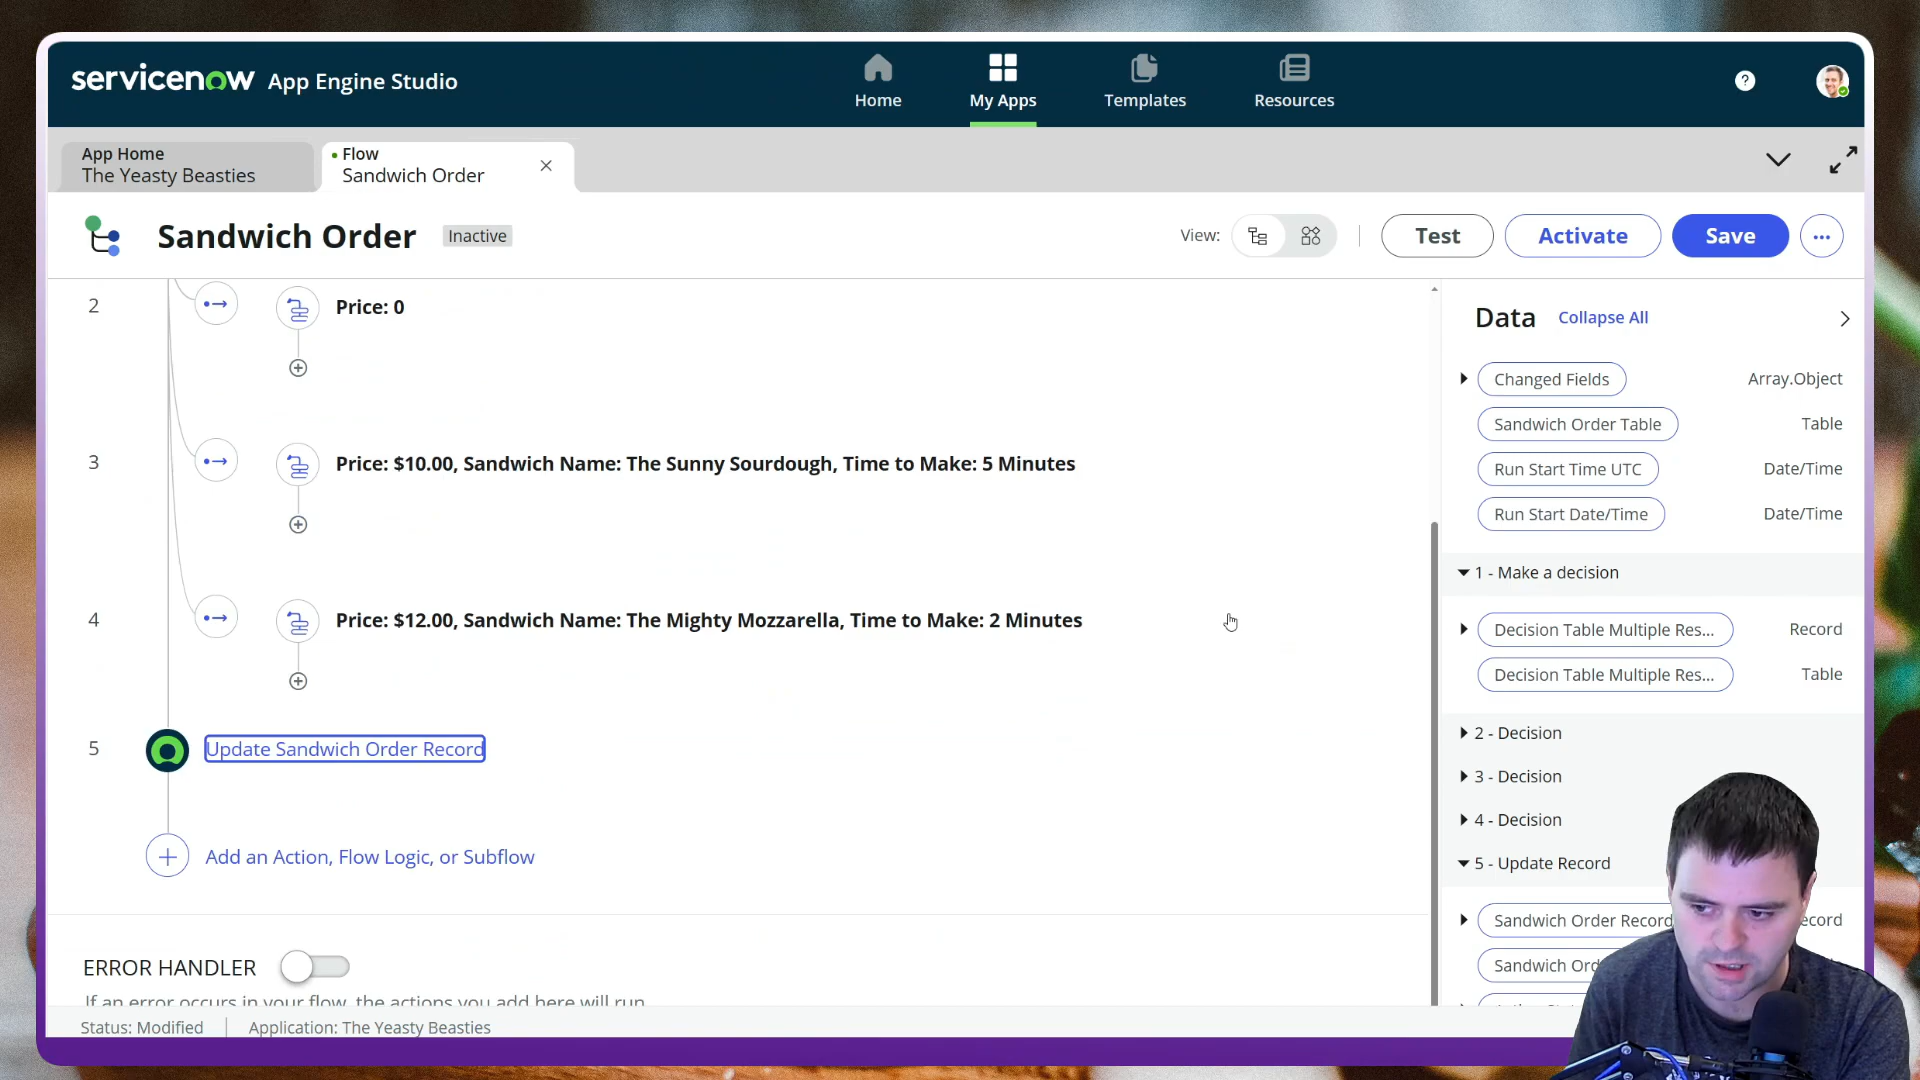 servicenow App Engine Studio
Home
My Apps
Templates
Resources
?
App Home
The Yeasty Beasties
Flow
Sandwich Order
Sandwich Order
Inactive
View:
Test
Activate
Save
2
Price: 0
3
Price: $10.00, Sandwich Name: The Sunny Sourdough, Time to Make: 5 Minutes
4
Price: $12.00, Sandwich Name: The Mighty Mozzarella, Time to Make: 2 Minutes
5
Update Sandwich Order Record
Add an Action, Flow Logic, or Subflow
ERROR HANDLER
If an error occurs in your flow, the actions you add here will run.
Status: Modified
Application: The Yeasty Beasties
Data
Collapse All
Changed Fields
Array.Object
Sandwich Order Table
Table
Run Start Time UTC
Date/Time
Run Start Date/Time
Date/Time
1 - Make a decision
Decision Table Multiple Res...
Record
Decision Table Multiple Res...
Table
2 - Decision
3 - Decision
4 - Decision
5 - Update Record
Sandwich Order Record